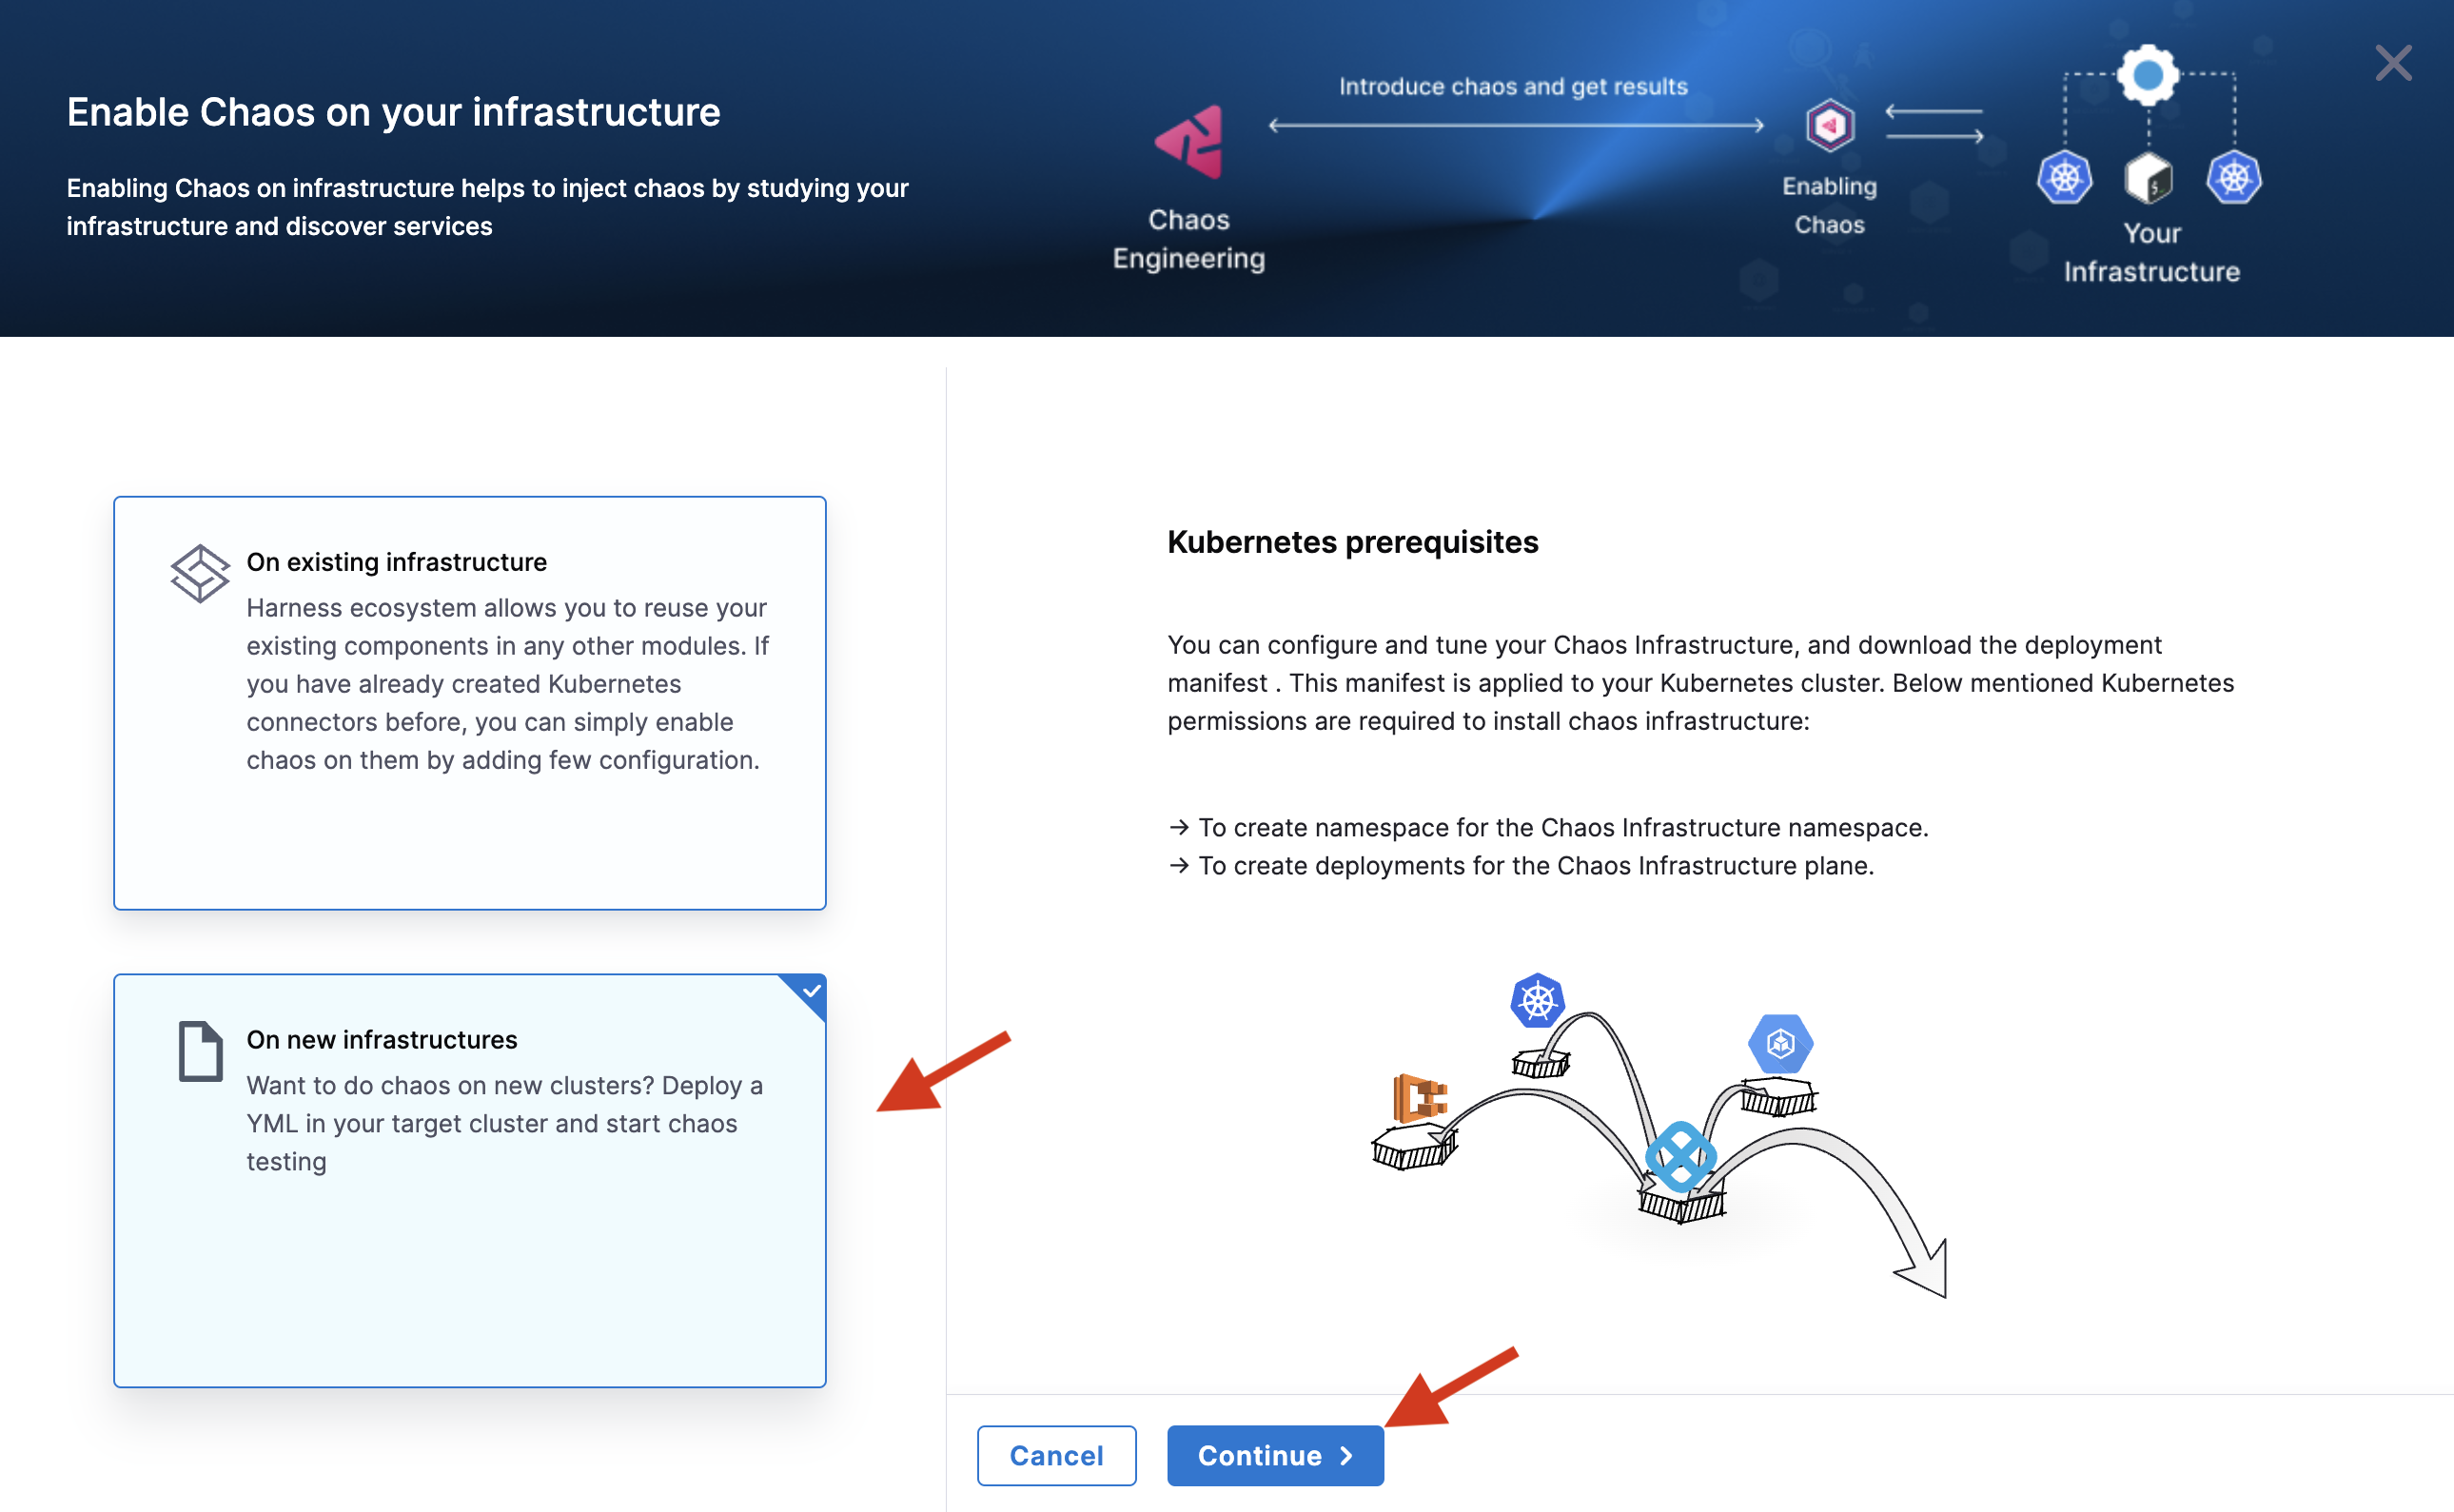 Enable Chaos on your infrastructure
Enabling Chaos on infrastructure helps to inject chaos by studying your
infrastructure and discover services
Introduce chaos and get results
Chaos
Engineering
Enabling
Chaos
Your
Infrastructure
On existing infrastructure
Harness ecosystem allows you to reuse your
existing components in any other modules. If
you have already created Kubernetes
connectors before, you can simply enable
chaos on them by adding few configuration.
On new infrastructures
Want to do chaos on new clusters? Deploy a
YML in your target cluster and start chaos
testing
Kubernetes prerequisites
You can configure and tune your Chaos Infrastructure, and download the deployment
manifest . This manifest is applied to your Kubernetes cluster. Below mentioned Kubernetes
permissions are required to install chaos infrastructure:
→ To create namespace for the Chaos Infrastructure namespace.
→ To create deployments for the Chaos Infrastructure plane.
Cancel
Continue